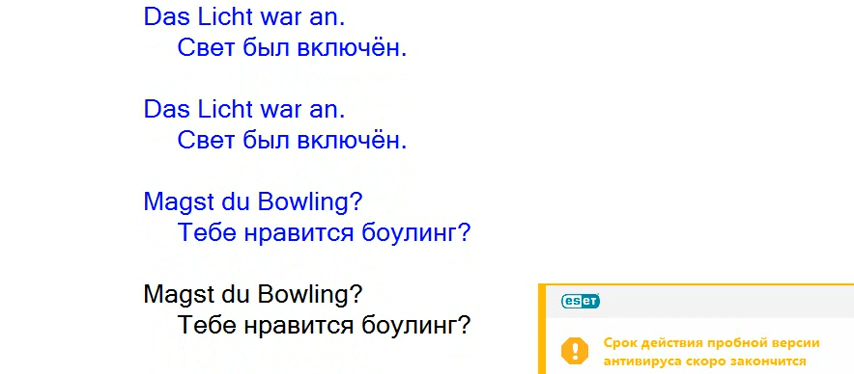 Das Licht war an.
Свет был включён.
Das Licht war an.
Свет был включён.
Magst du Bowling?
Тебе нравится боулинг?
Magst du Bowling?
Тебе нравится боулинг?
eset
Срок действия пробной версии
антивируса скоро закончится